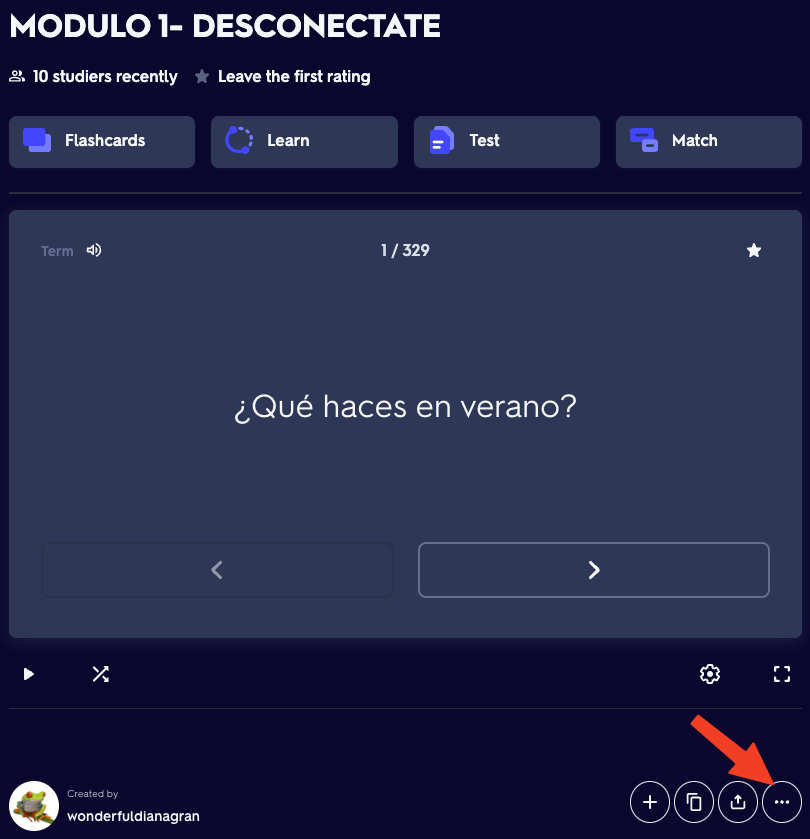 MODULO 1- DESCONECTATE
10 studiers recently Leave the first rating
Flashcards Learn Test Match
Term 1 / 329
¿Qué haces en verano?
Created by
wonderfuldianagran